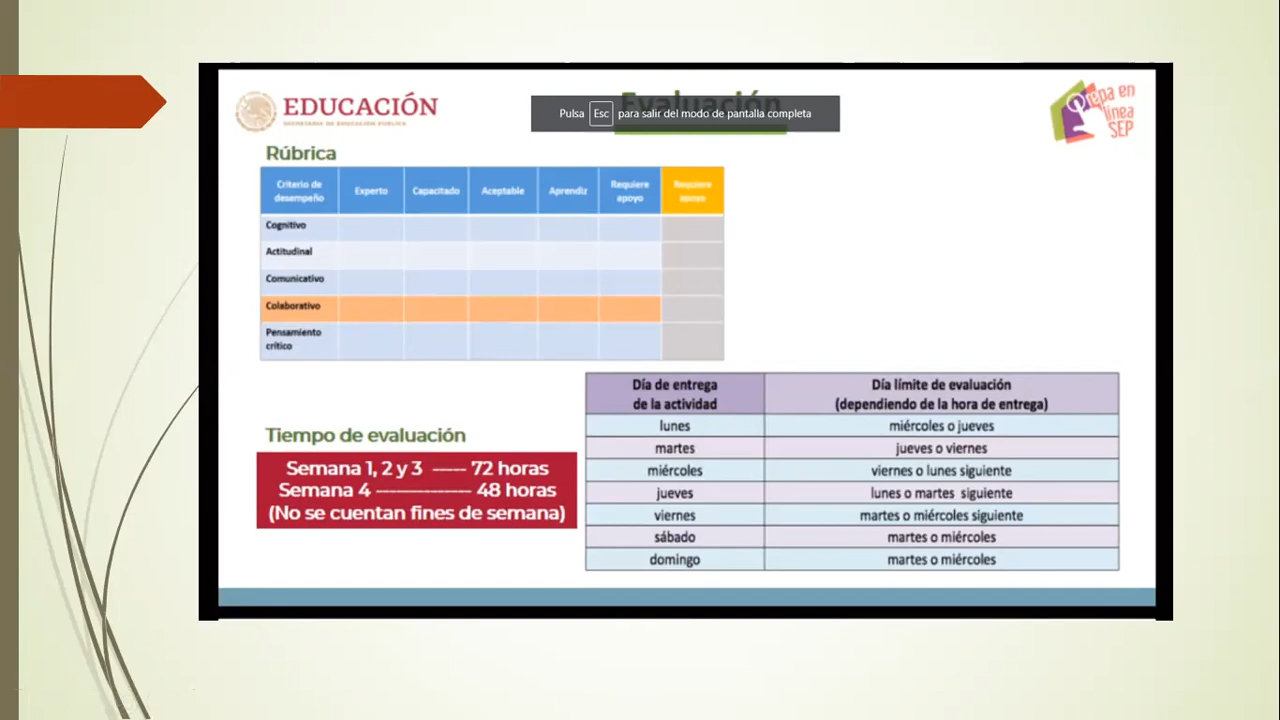 EDUCACIÓN
SECRETARÍA DE EDUCACIÓN PÚBLICA
Evaluación
Pulsa Esc para salir del modo de pantalla completa
Prepa en
línea
SEP
Rúbrica
Criterio de
desempeño
Experto
Capacitado
Aceptable
Aprendiz
Requiere
apoyo
Requiere
apoyo
Cognitivo
Actitudinal
Comunicativo
Colaborativo
Pensamiento
crítico
Tiempo de evaluación
Semana 1, 2 y 3 ----- 72 horas
Semana 4 -------------- 48 horas
(No se cuentan fines de semana)
Día de entrega
de la actividad
Día límite de evaluación
(dependiendo de la hora de entrega)
lunes miércoles o jueves
martes jueves o viernes
miércoles viernes o lunes siguiente
jueves lunes o martes siguiente
viernes martes o miércoles siguiente
sábado martes o miércoles
domingo martes o miércoles